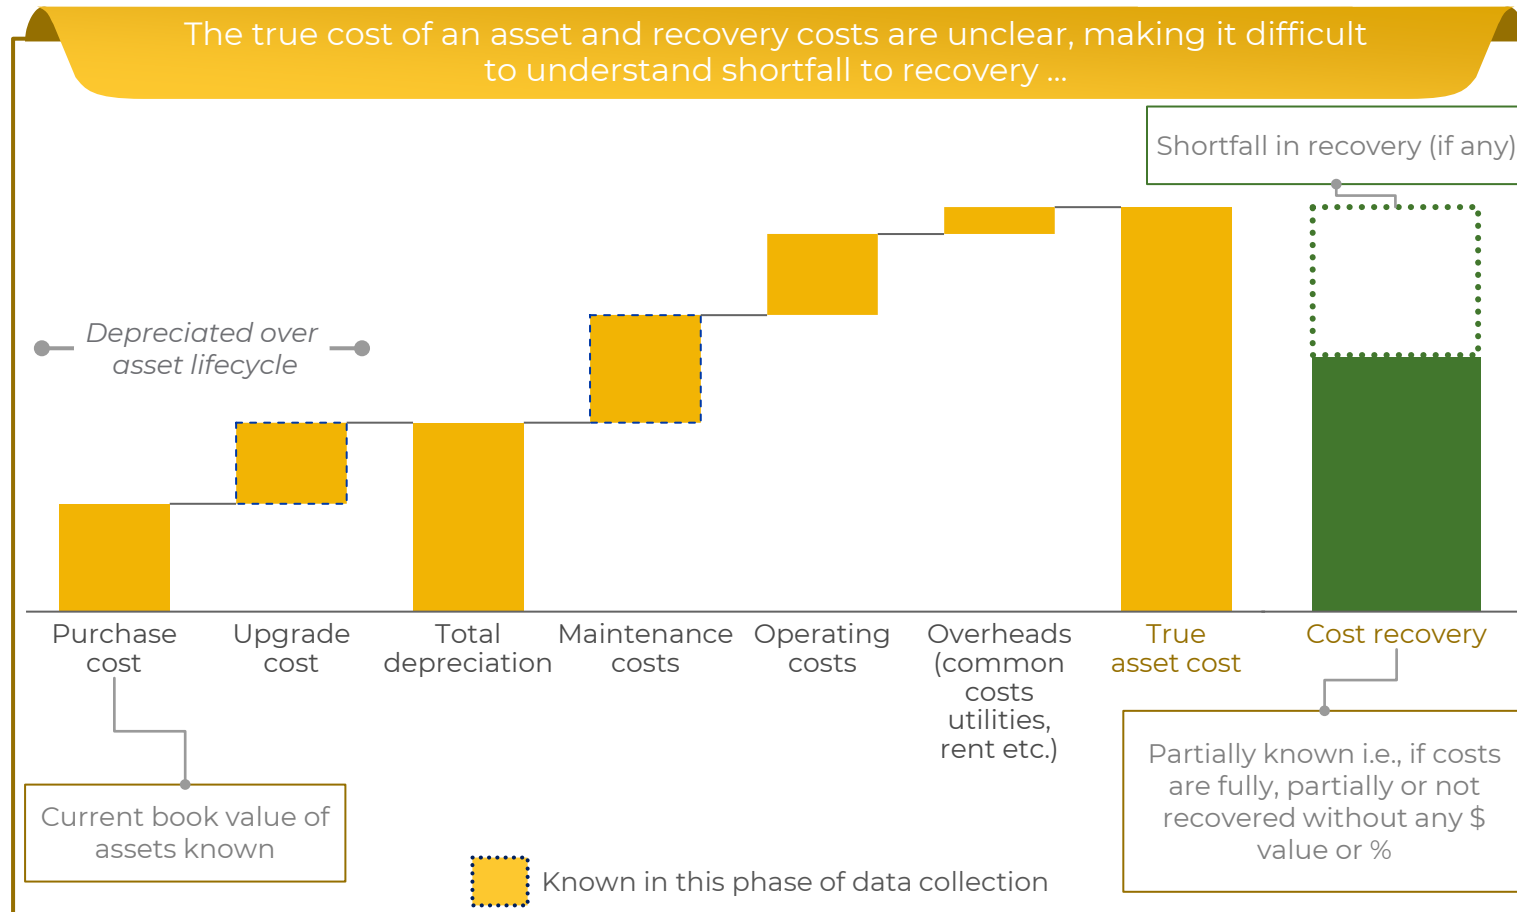 The true cost of an asset and recovery costs are unclear, making it difficult
to understand shortfall to recovery ...
Shortfall in recovery (if any)
Depreciated over
asset lifecycle
Purchase
cost
Upgrade
cost
Total
depreciation
Maintenance
costs
Operating
costs
Overheads
(common
costs
utilities,
rent etc.)
True
asset cost
Cost recovery
Current book value of
assets known
Partially known i.e., if costs
are fully, partially or not
recovered without any $
value or %
Known in this phase of data collection